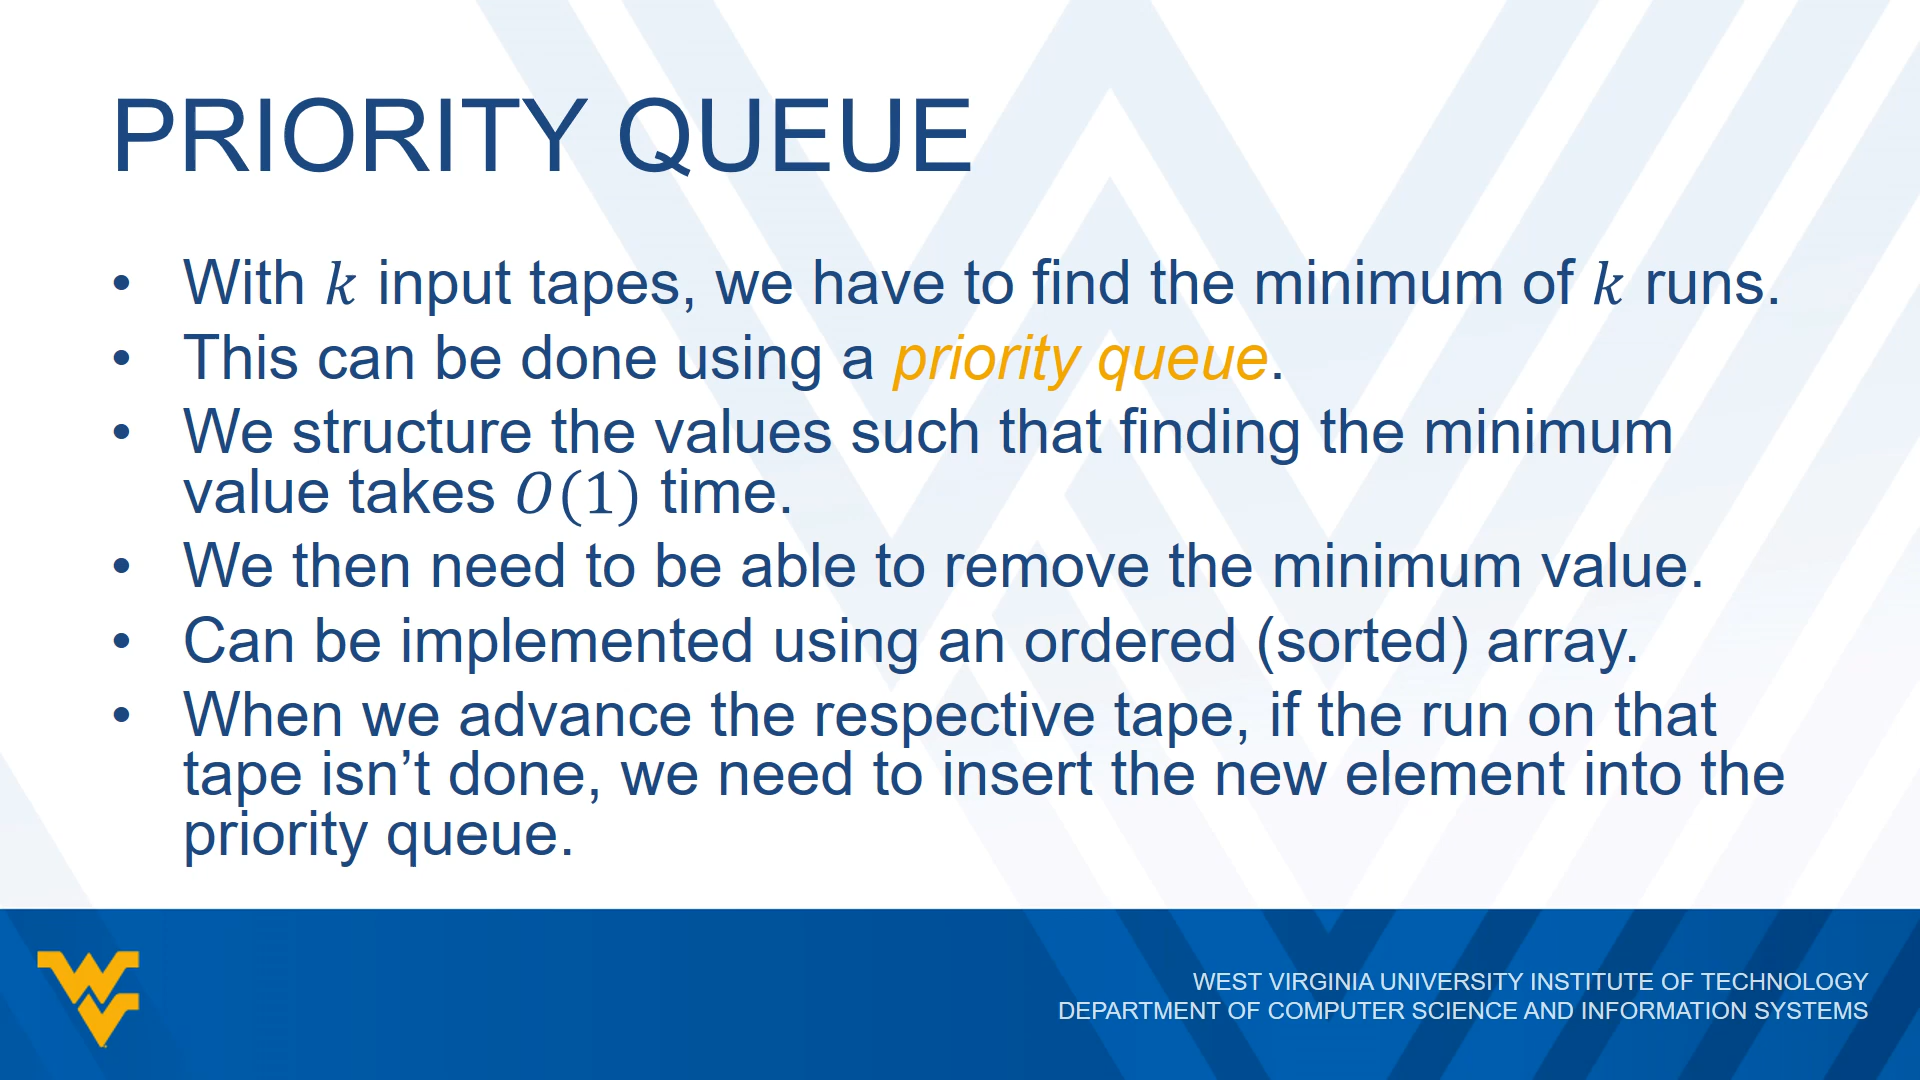 PRIORITY QUEUE
• With k input tapes, we have to find the minimum of k runs.
• This can be done using a priority queue.
• We structure the values such that finding the minimum
value takes O(1) time.
• We then need to be able to remove the minimum value.
• Can be implemented using an ordered (sorted) array.
• When we advance the respective tape, if the run on that
tape isn’t done, we need to insert the new element into the
priority queue.
WEST VIRGINIA UNIVERSITY INSTITUTE OF TECHNOLOGY
DEPARTMENT OF COMPUTER SCIENCE AND INFORMATION SYSTEMS